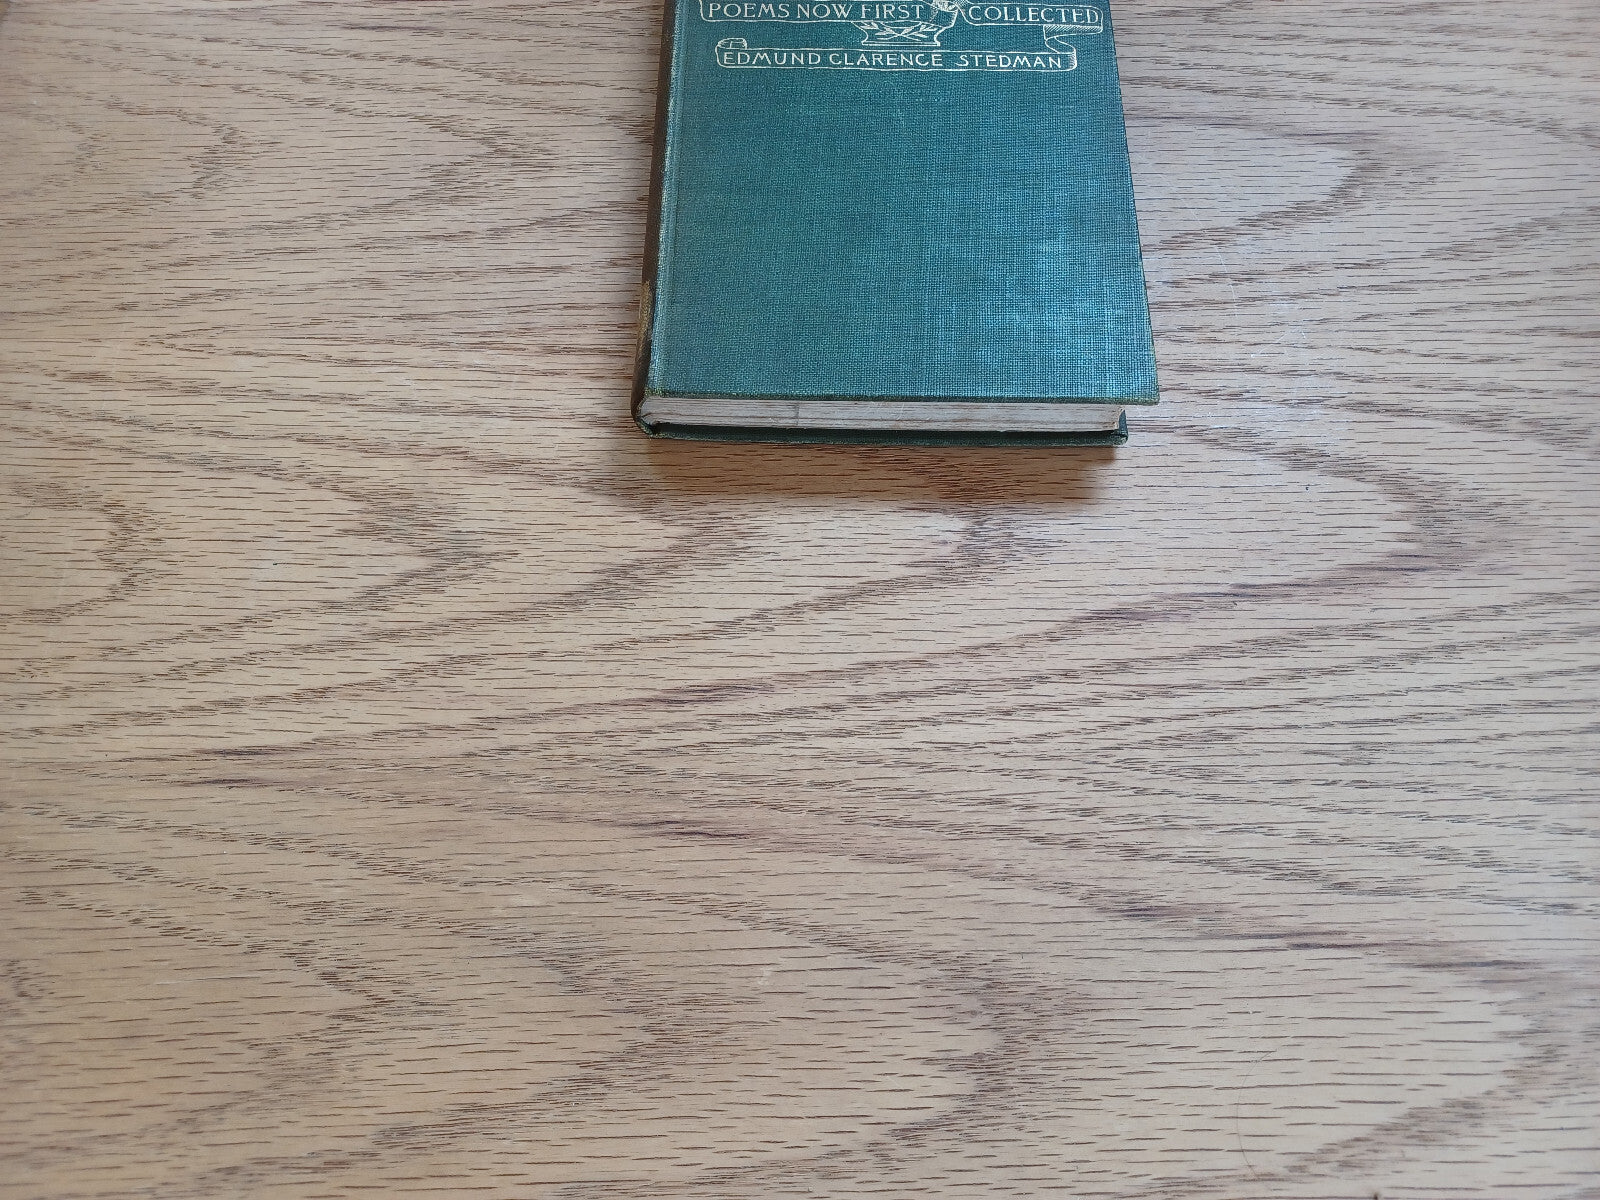 POEMS NOW FIRST COLLECTED
EDMUND CLARENCE STEDMAN